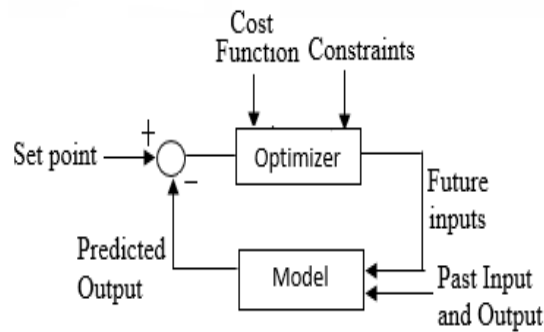 Cost
Function
Constraints
+
Set point
−
Optimizer
Future
inputs
Predicted
Output
Model
Past Input
and Output